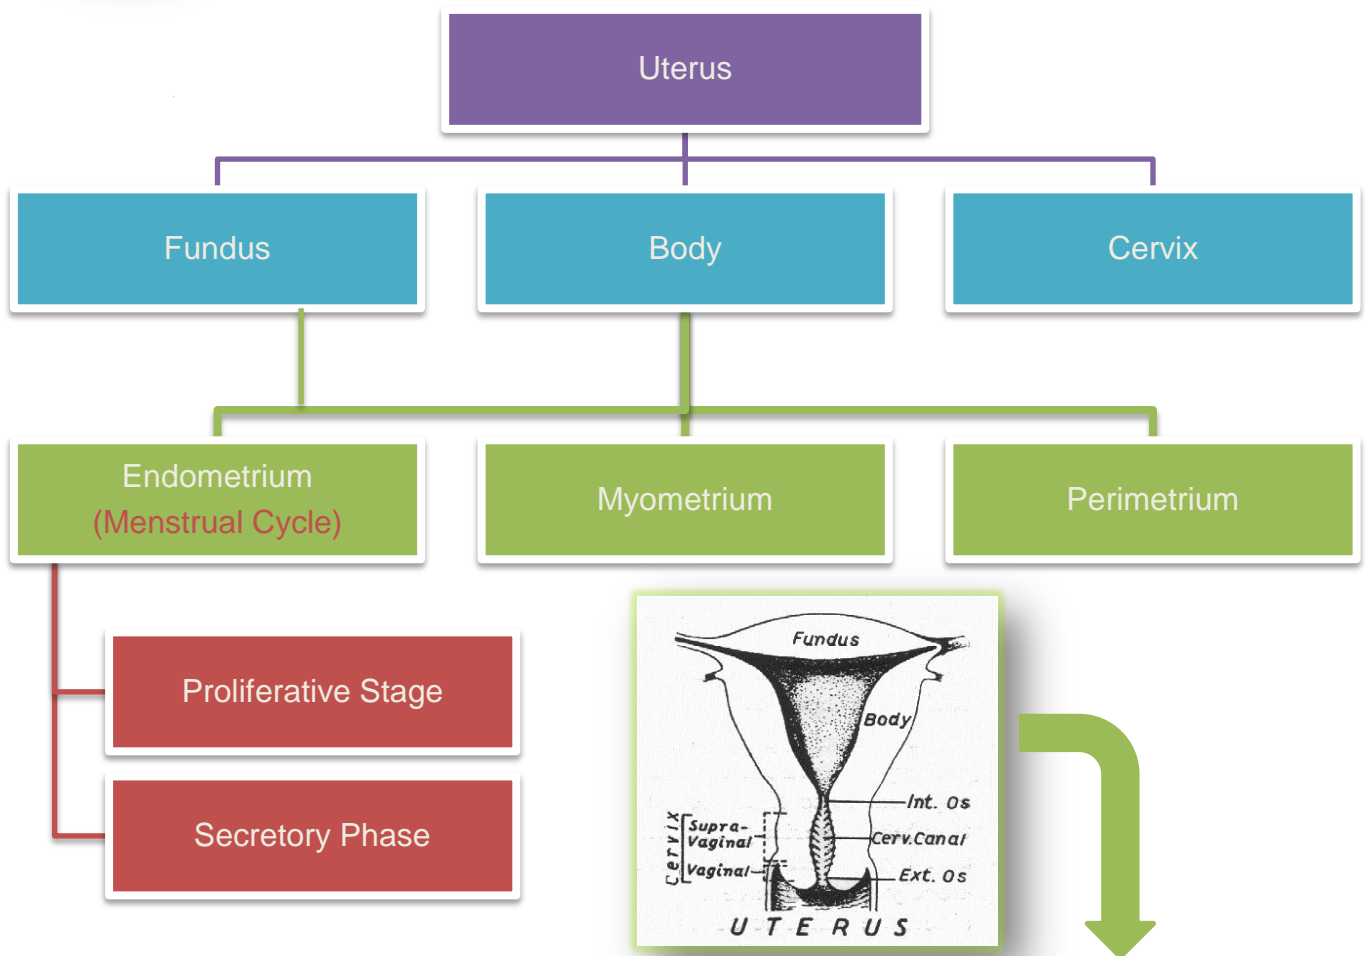 Uterus
Fundus
Body
Cervix
Endometrium
(Menstrual Cycle)
Myometrium
Perimetrium
Proliferative Stage
Secretory Phase
Fundus
Body
Int. Os
Cervix
Supra-
Vaginal
Cerv. Canal
Vaginal
Ext. Os
UTERUS